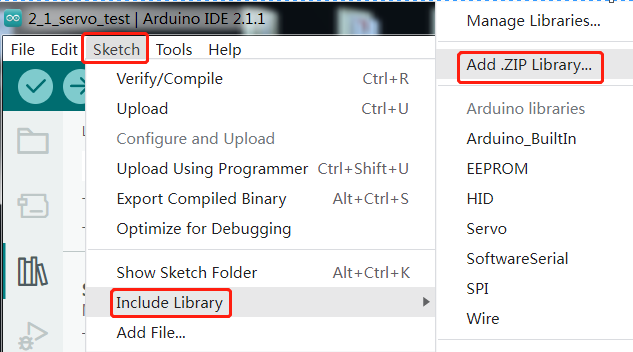 2_1_servo_test | Arduino IDE 2.1.1
File Edit Sketch Tools Help
Verify/Compile Ctrl+R
Upload Ctrl+U
Configure and Upload
Upload Using Programmer Ctrl+Shift+U
Export Compiled Binary Alt+Ctrl+S
Optimize for Debugging
Show Sketch Folder Alt+Ctrl+K
Include Library
Add File...
Manage Libraries...
Add .ZIP Library...
Arduino libraries
Arduino_BuiltIn
EEPROM
HID
Servo
SoftwareSerial
SPI
Wire